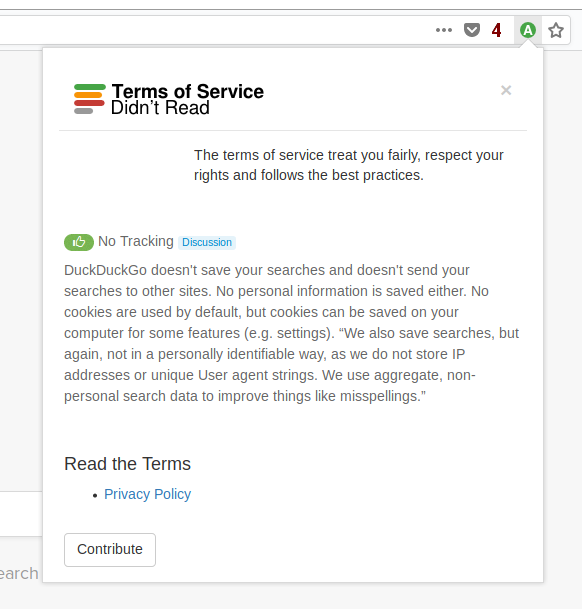 4
A
Terms of Service
Didn't Read
×
The terms of service treat you fairly, respect your
rights and follows the best practices.
No Tracking Discussion
DuckDuckGo doesn't save your searches and doesn't send your
searches to other sites. No personal information is saved either. No
cookies are used by default, but cookies can be saved on your
computer for some features (e.g. settings). “We also save searches, but
again, not in a personally identifiable way, as we do not store IP
addresses or unique User agent strings. We use aggregate, non-
personal search data to improve things like misspellings.”
Read the Terms
• Privacy Policy
Contribute
earch